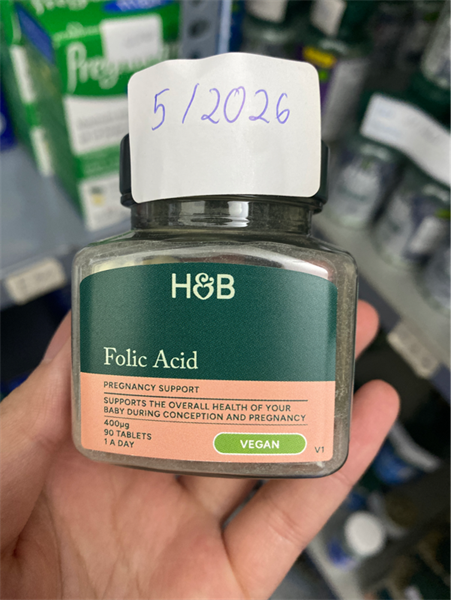 5/2026
H&B
Folic Acid
PREGNANCY SUPPORT
SUPPORTS THE OVERALL HEALTH OF YOUR
BABY DURING CONCEPTION AND PREGNANCY
400µg
90 TABLETS
1 A DAY
VEGAN
V1